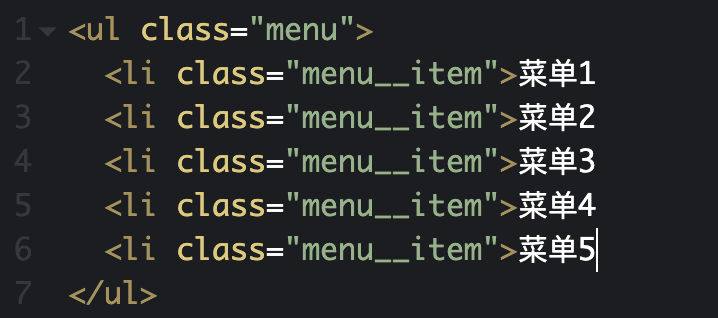 1 <ul class="menu">
2 <li class="menu__item">菜单1
3 <li class="menu__item">菜单2
4 <li class="menu__item">菜单3
5 <li class="menu__item">菜单4
6 <li class="menu__item">菜单5
7 </ul>